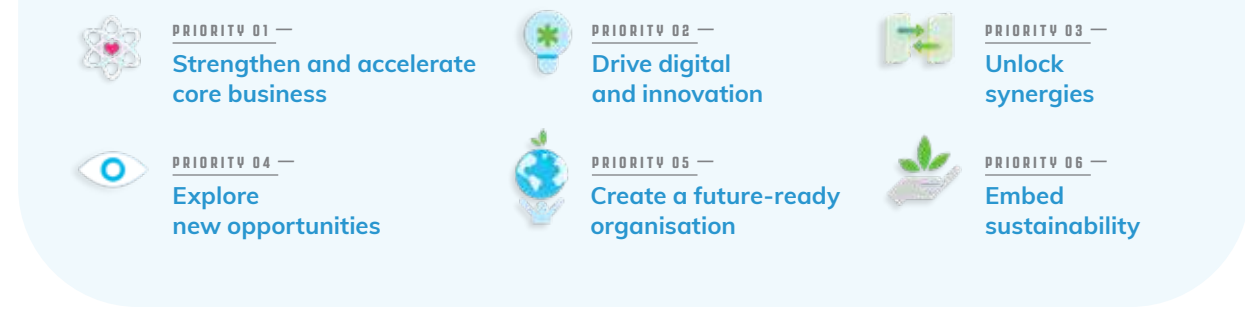 PRIORITY 01 —
Strengthen and accelerate
core business
PRIORITY 02 —
Drive digital
and innovation
PRIORITY 03 —
Unlock
synergies
PRIORITY 04 —
Explore
new opportunities
PRIORITY 05 —
Create a future-ready
organisation
PRIORITY 06 —
Embed
sustainability